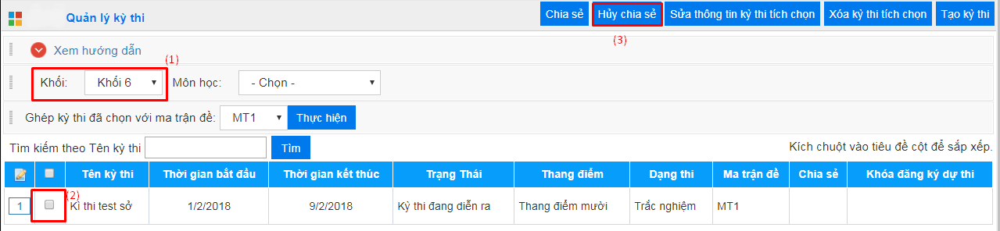 Quản lý kỳ thi
Chia sẻ Hủy chia sẻ Sửa thông tin kỳ thi tích chọn Xóa kỳ thi tích chọn Tạo kỳ thi
(3)
Xem hướng dẫn
(1)
Khối: Khối 6 Môn học: - Chọn -
Ghép kỳ thi đã chọn với ma trận đề: MT1 Thực hiện
Tìm kiếm theo Tên kỳ thi Tìm Kích chuột vào tiêu đề cột để sắp xếp.
Tên kỳ thi Thời gian bắt đầu Thời gian kết thúc Trạng Thái Thang điểm Dạng thi Ma trận đề Chia sẻ Khóa đăng ký dự thi
(2)
1 Kì thi test sở 1/2/2018 9/2/2018 Kỳ thi đang diễn ra Thang điểm mười Trắc nghiệm MT1